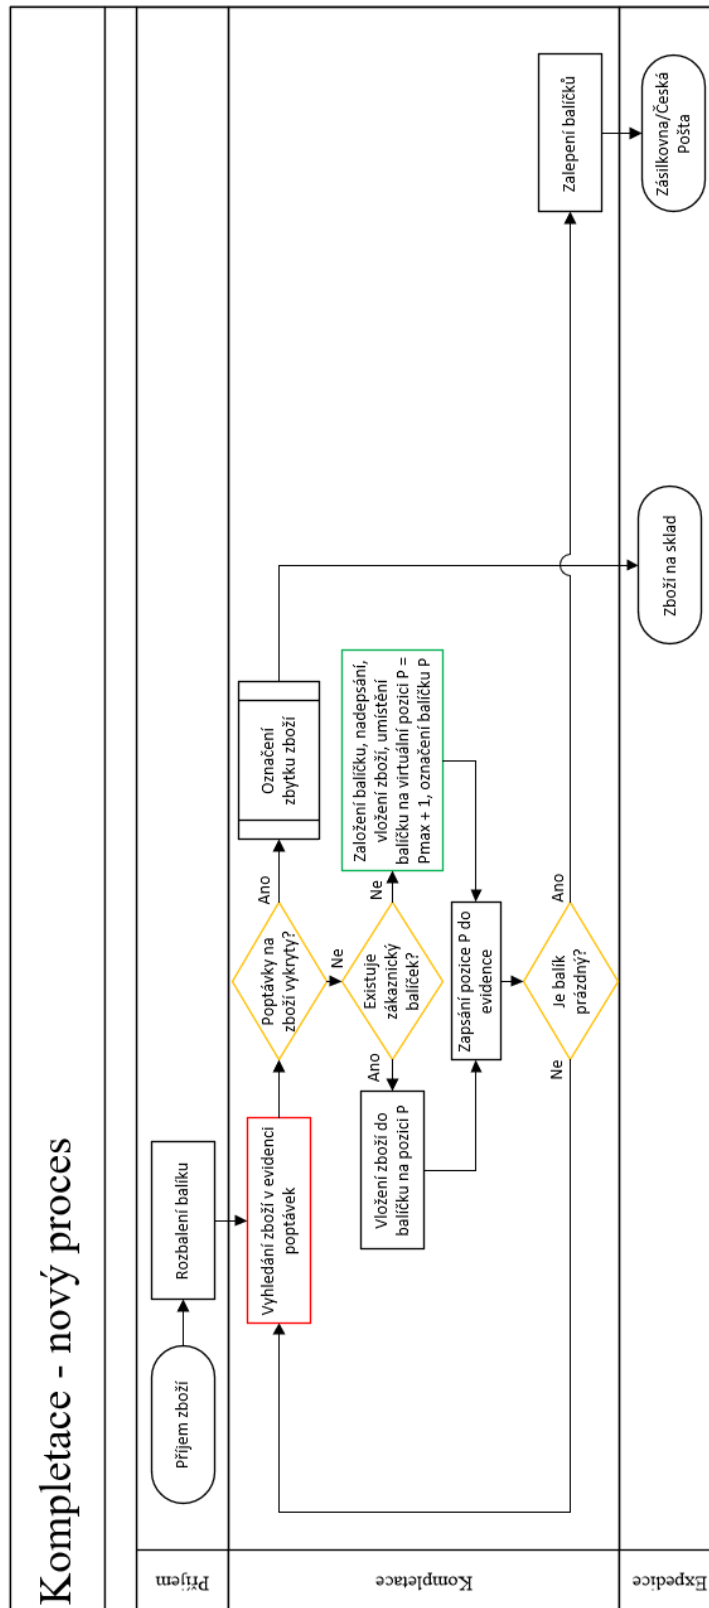 Kompletace - nový proces
Příjem
Příjem zboží
Rozbalení balíku
Kompletace
Vyhledání zboží v evidenci
poptávek
Poptávky na
zboží vykryty?
Ano
Ne
Označení
zbytku zboží
Existuje
zákaznický
balíček?
Ano
Ne
Vložení zboží do
balíčku na pozici P
Založení balíčku, nadepsání,
vložení zboží, umístění
balíčku na virtuální pozici P =
Pmax + 1, označení balíčku P
Zapsání pozice P do
evidence
Je balík
prázdný?
Ne
Ano
Zalepení balíčků
Expedice
Zboží na sklad
Zásilkovna/Česká
Pošta